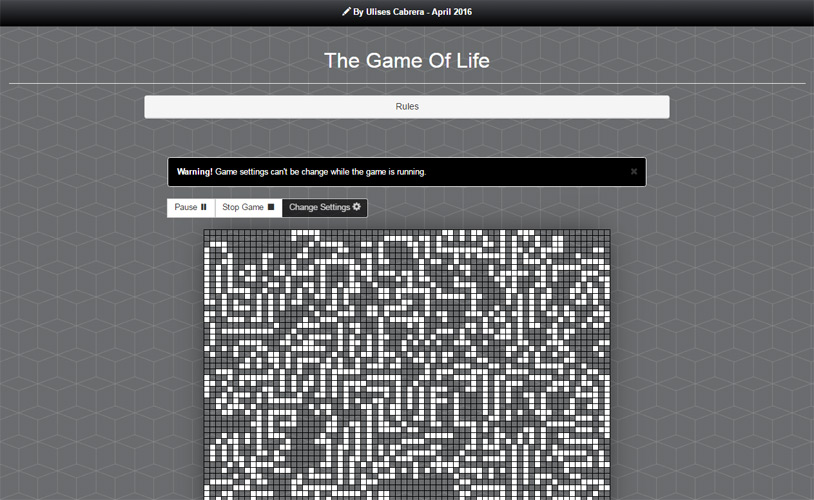 By Ulises Cabrera - April 2016
The Game Of Life
Rules
Warning! Game settings can't be change while the game is running.
Pause Stop Game Change Settings